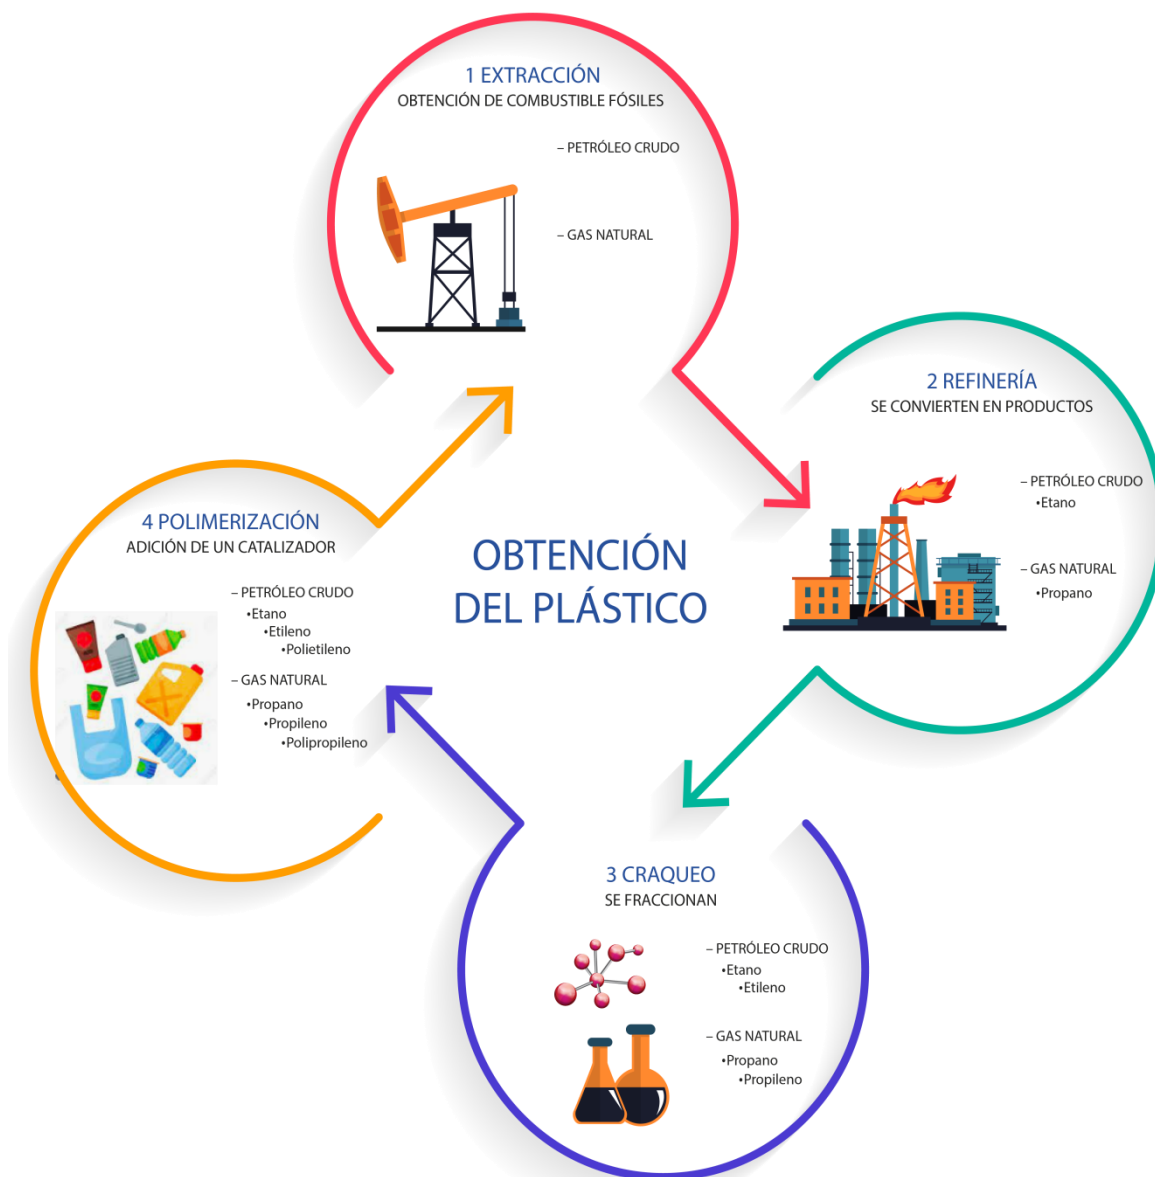 1 EXTRACCIÓN
OBTENCIÓN DE COMBUSTIBLE FÓSILES
– PETRÓLEO CRUDO
– GAS NATURAL
2 REFINERÍA
SE CONVIERTEN EN PRODUCTOS
– PETRÓLEO CRUDO
•Etano
– GAS NATURAL
•Propano
OBTENCIÓN
DEL PLÁSTICO
3 CRAQUEO
SE FRACCIONAN
– PETRÓLEO CRUDO
•Etano
•Etileno
– GAS NATURAL
•Propano
•Propileno
4 POLIMERIZACIÓN
ADICIÓN DE UN CATALIZADOR
– PETRÓLEO CRUDO
•Etano
•Etileno
•Polietileno
– GAS NATURAL
•Propano
•Propileno
•Polipropileno